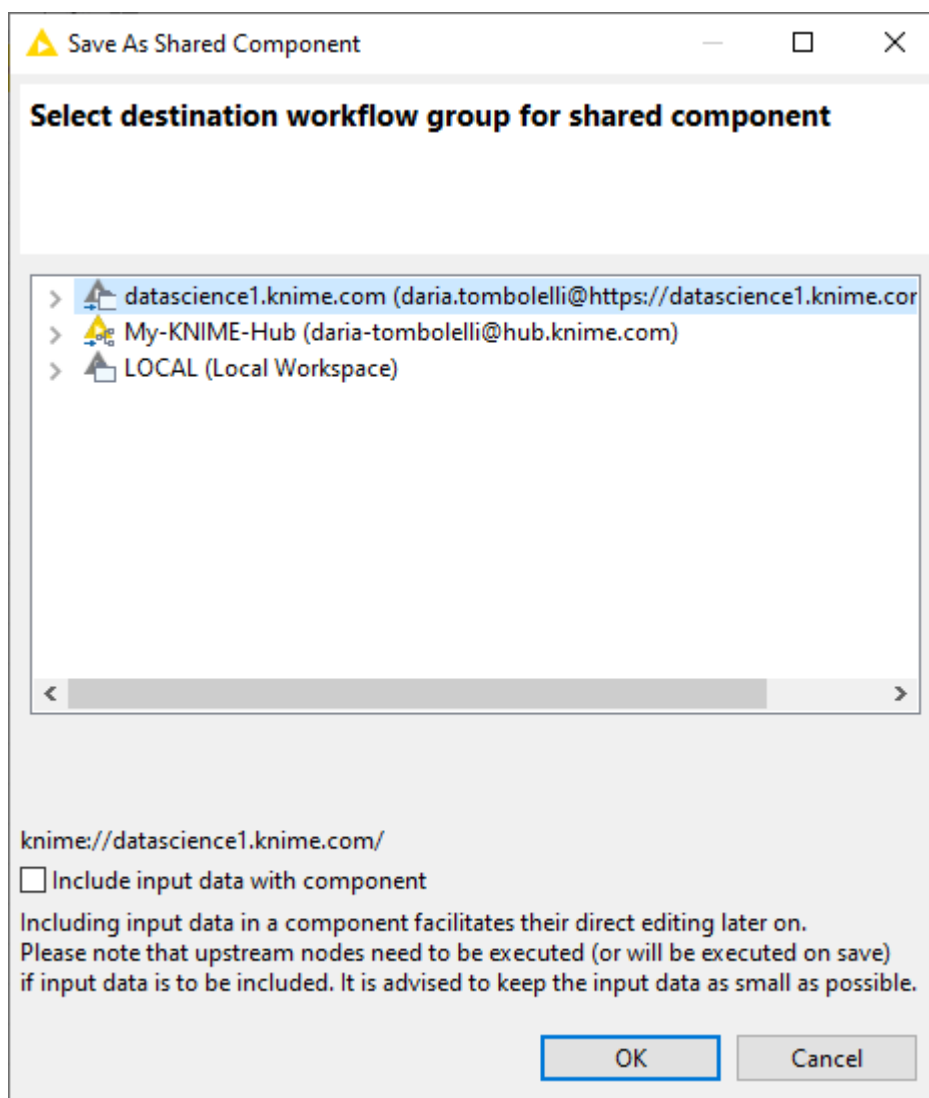 Save As Shared Component
Select destination workflow group for shared component
datascience1.knime.com (daria.tombolelli@https://datascience1.knime.cor
My-KNIME-Hub (daria-tombolelli@hub.knime.com)
LOCAL (Local Workspace)
knime://datascience1.knime.com/
Include input data with component
Including input data in a component facilitates their direct editing later on.
Please note that upstream nodes need to be executed (or will be executed on save)
if input data is to be included. It is advised to keep the input data as small as possible.
OK
Cancel